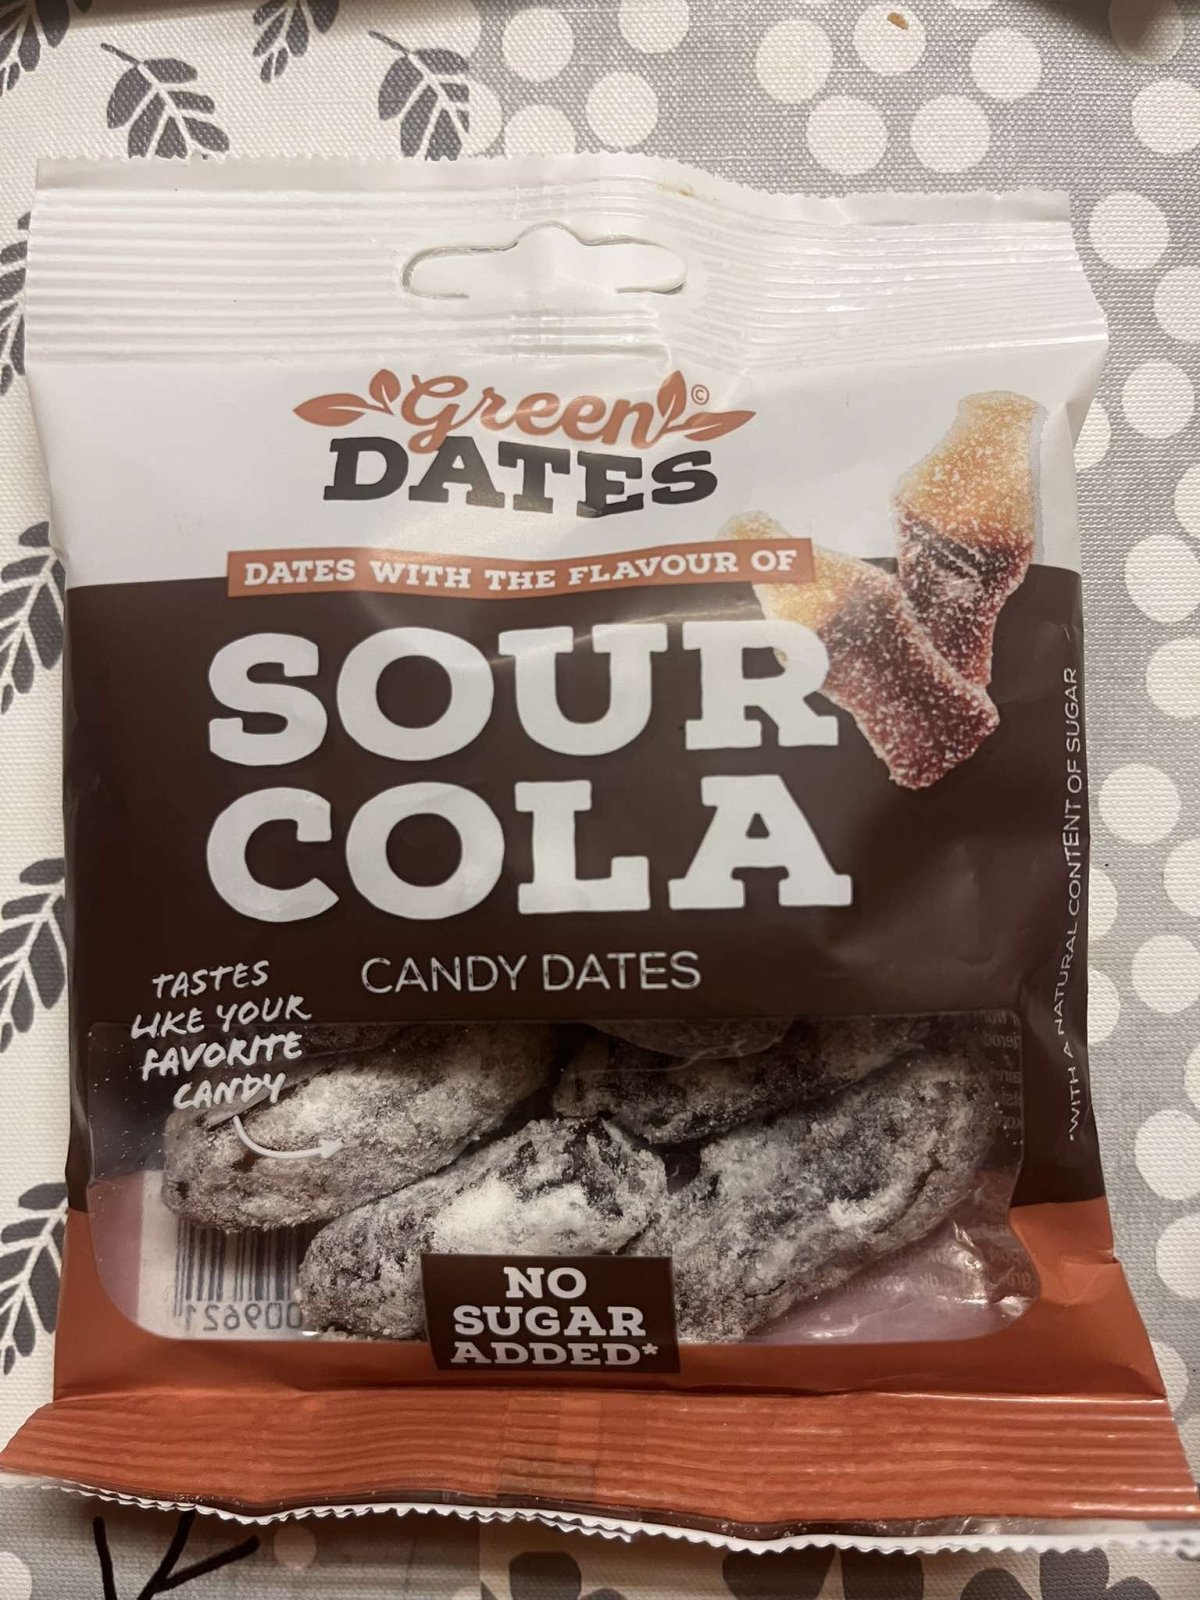 Green©
DATES
DATES WITH THE FLAVOUR OF
SOUR
COLA
CANDY DATES
TASTES
LIKE YOUR
FAVORITE
CANDY
NO
SUGAR
ADDED*
*WITH A NATURAL CONTENT OF SUGAR